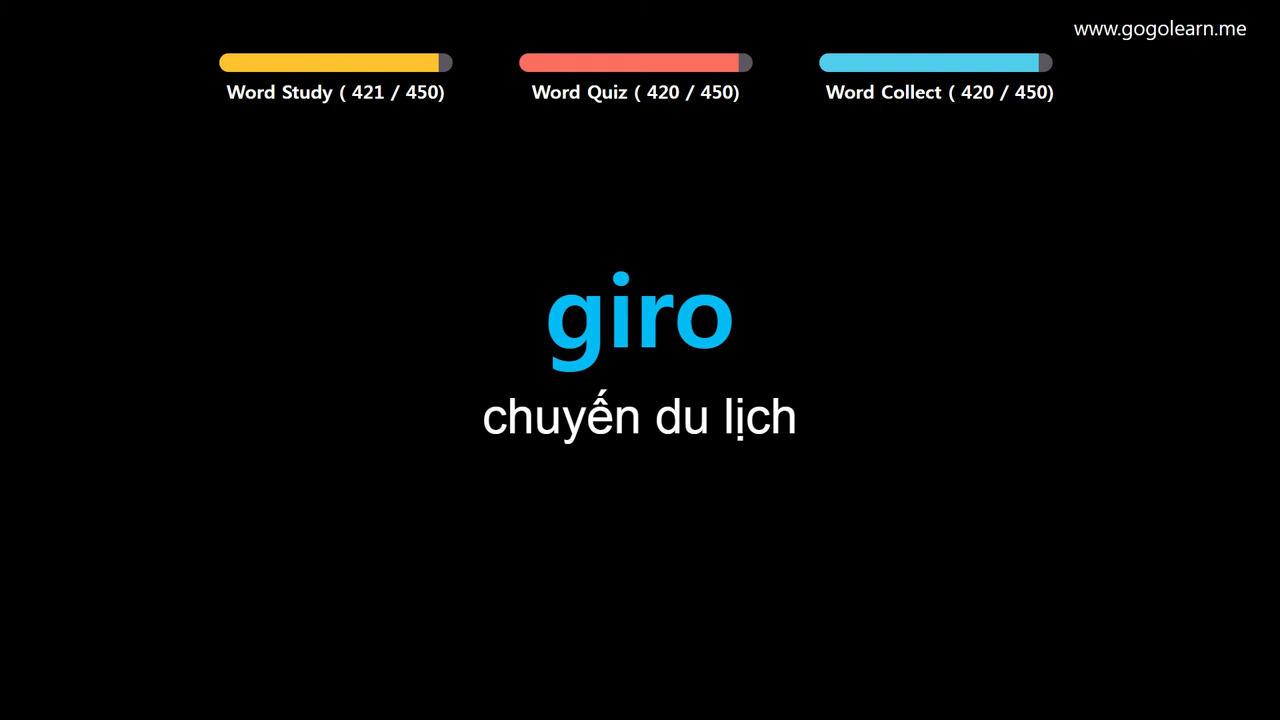 www.gogolearn.me
Word Study ( 421 / 450)
Word Quiz ( 420 / 450)
Word Collect ( 420 / 450)
giro
chuyến du lịch